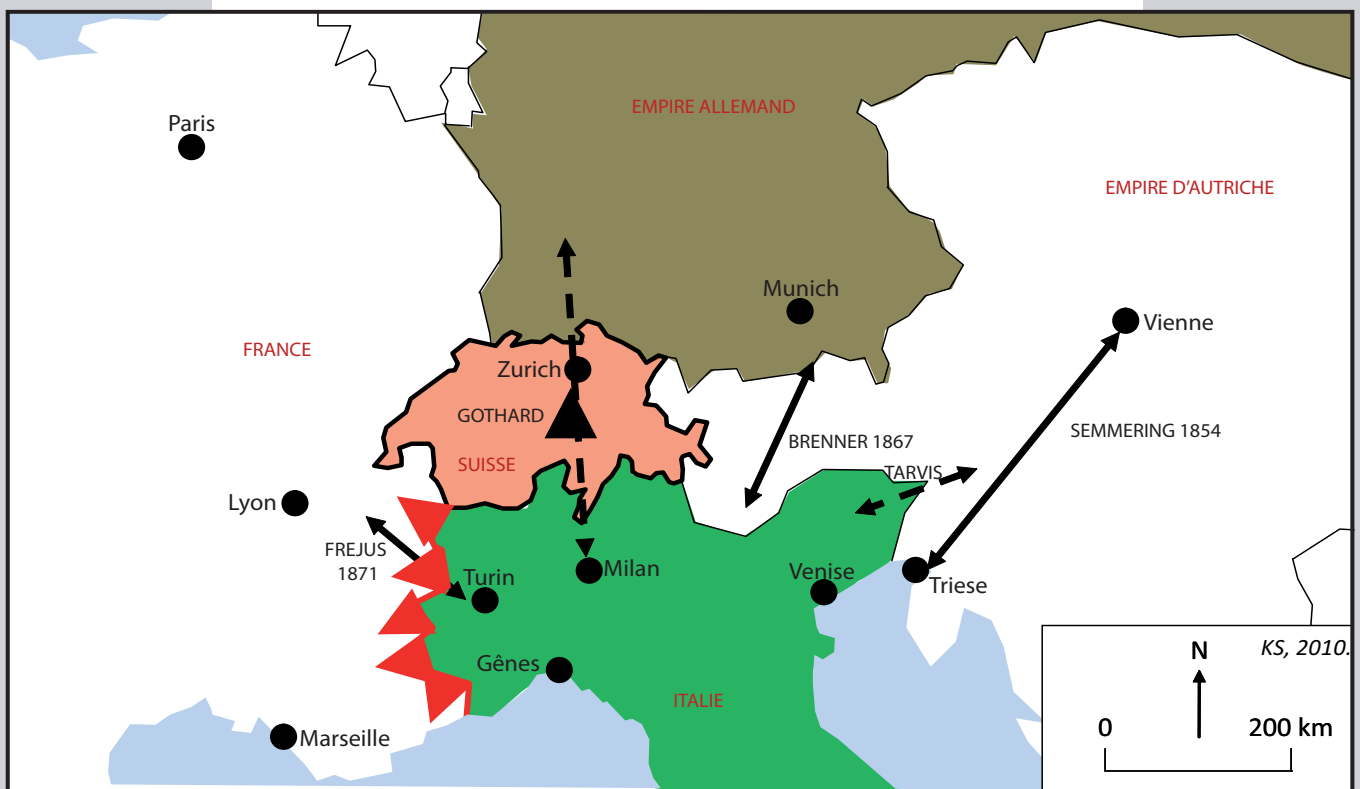 EMPIRE ALLEMAND
Paris
EMPIRE D'AUTRICHE
Munich
Vienne
FRANCE
Zurich
GOTHARD
SUISSE
BRENNER 1867
SEMMERING 1854
TARVIS
Lyon
FREJUS
1871
Turin
Milan
Venise
Triese
Gênes
ITALIE
Marseille
N
KS, 2010.
0
200 km